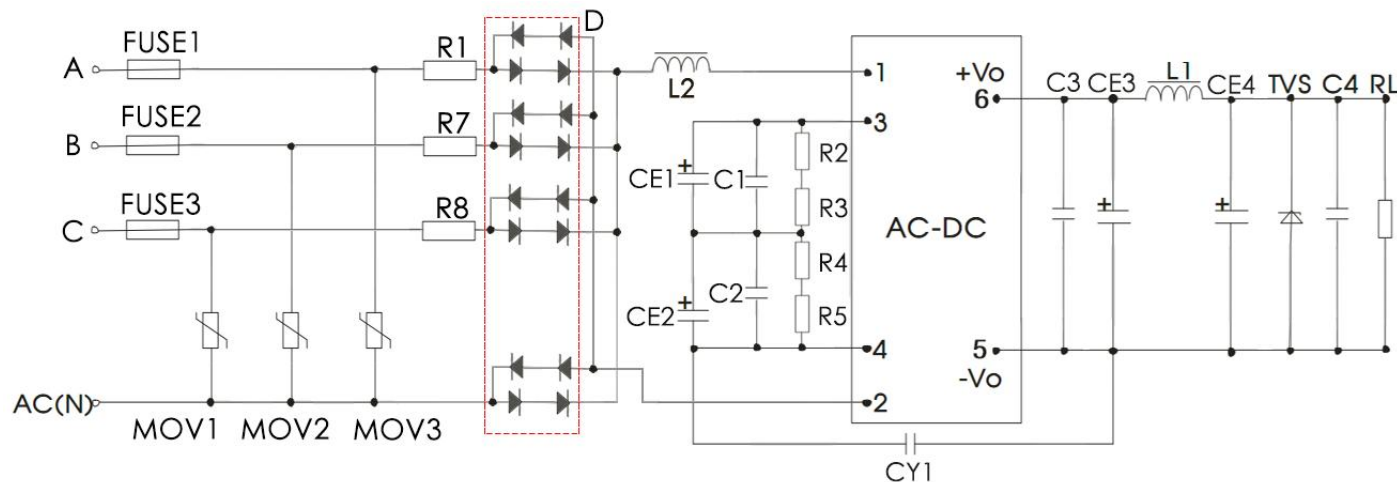 FUSE1
A
R1
D
FUSE2
B
R7
FUSE3
C
R8
L2
1
3
4
2
AC-DC
+Vo
6
5
-Vo
C3
CE3
L1
CE4
TVS
C4
RL
+
CE1
C1
R2
R3
+
CE2
C2
R4
R5
+
+
AC(N)
MOV1
MOV2
MOV3
CY1